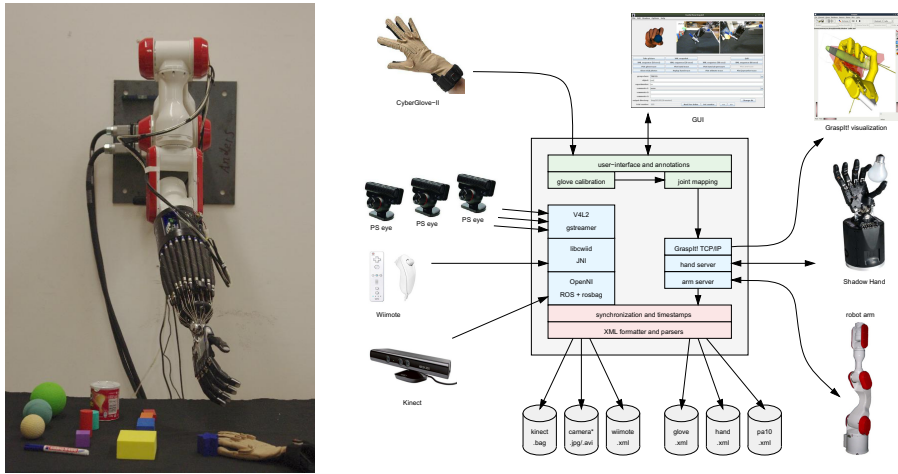 CyberGlove−II
GUI
GraspIt! visualization
user−interface and annotations
glove calibration
joint mapping
PS eye
PS eye
PS eye
V4L2
gstreamer
libcwiid
JNI
OpenNI
ROS + rosbag
GraspIt! TCP/IP
hand server
arm server
Shadow Hand
Wiimote
synchronization and timestamps
XML formatter and parsers
robot arm
Kinect
kinect
.bag
camera*
.jpg/.avi
wiimote
.xml
glove
.xml
hand
.xml
pa10
.xml